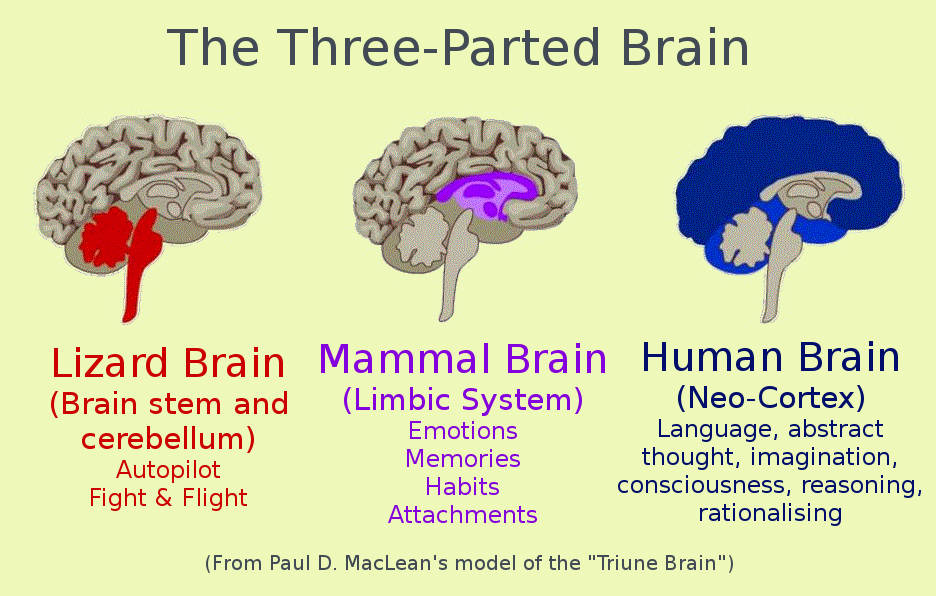 The Three-Parted Brain
Lizard Brain
(Brain stem and
cerebellum)
Autopilot
Fight & Flight
Mammal Brain
(Limbic System)
Emotions
Memories
Habits
Attachments
Human Brain
(Neo-Cortex)
Language, abstract
thought, imagination,
consciousness, reasoning,
rationalising
(From Paul D. MacLean's model of the "Triune Brain")